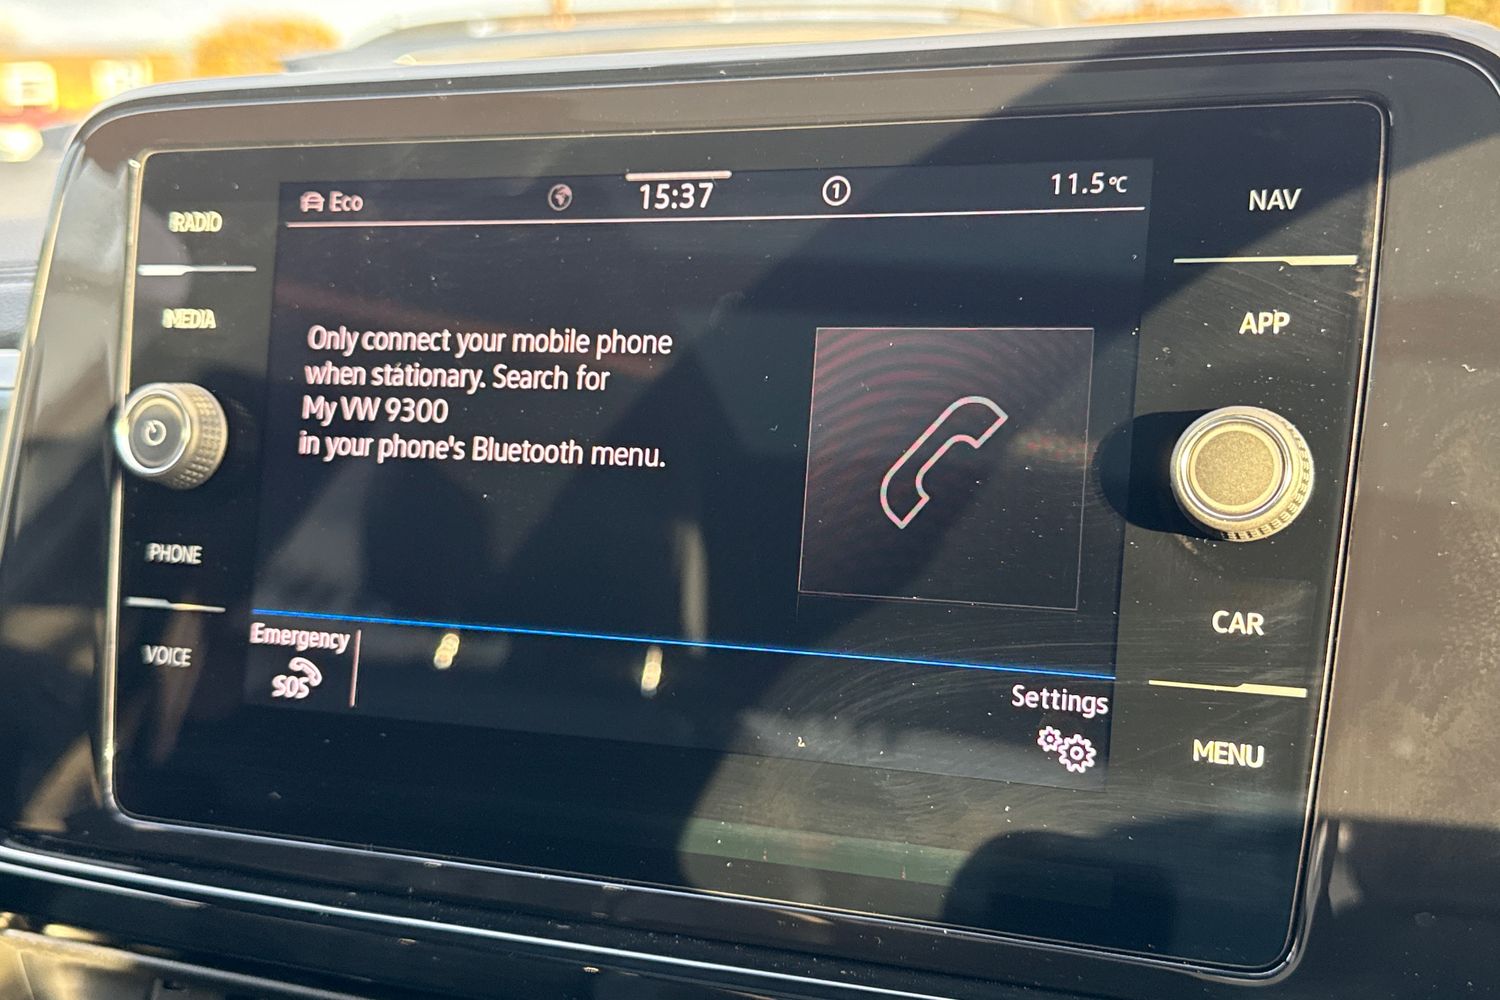 Eco 15:37 1 11.5°C
RADIO
MEDIA
PHONE
VOICE
Only connect your mobile phone
when stationary. Search for
My VW 9300
in your phone's Bluetooth menu.
Emergency
SOS
Settings
NAV
APP
CAR
MENU